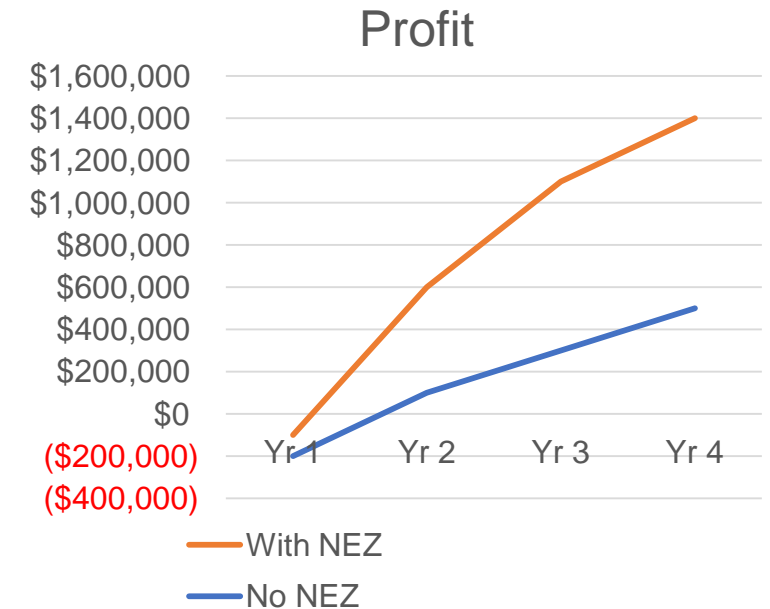 Profit
$1,600,000
$1,400,000
$1,200,000
$1,000,000
$800,000
$600,000
$400,000
$200,000
$0
($200,000)
($400,000)
Yr 1 Yr 2 Yr 3 Yr 4
With NEZ
No NEZ